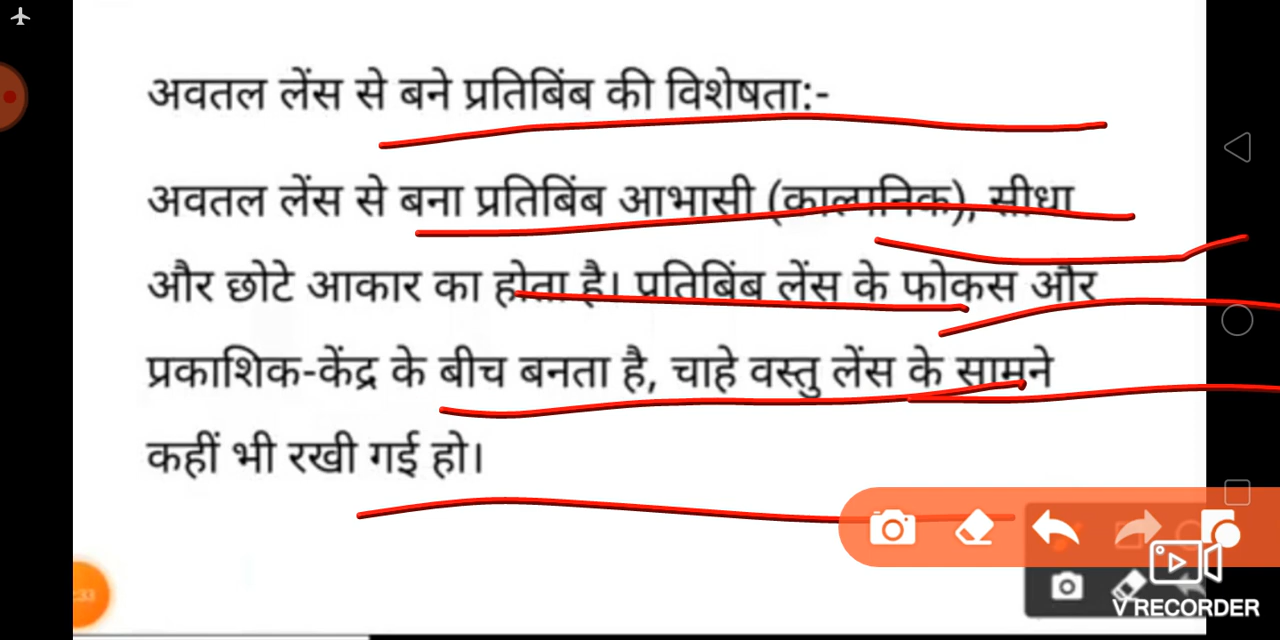 अवतल लेंस से बने प्रतिबिंब की विशेषता:-
अवतल लेंस से बना प्रतिबिंब आभासी (कालानिक), सीधा
और छोटे आकार का होता है। प्रतिबिंब लेंस के फोकस और
प्रकाशिक-केंद्र के बीच बनता है, चाहे वस्तु लेंस के सामने
कहीं भी रखी गई हो।
V RECORDER